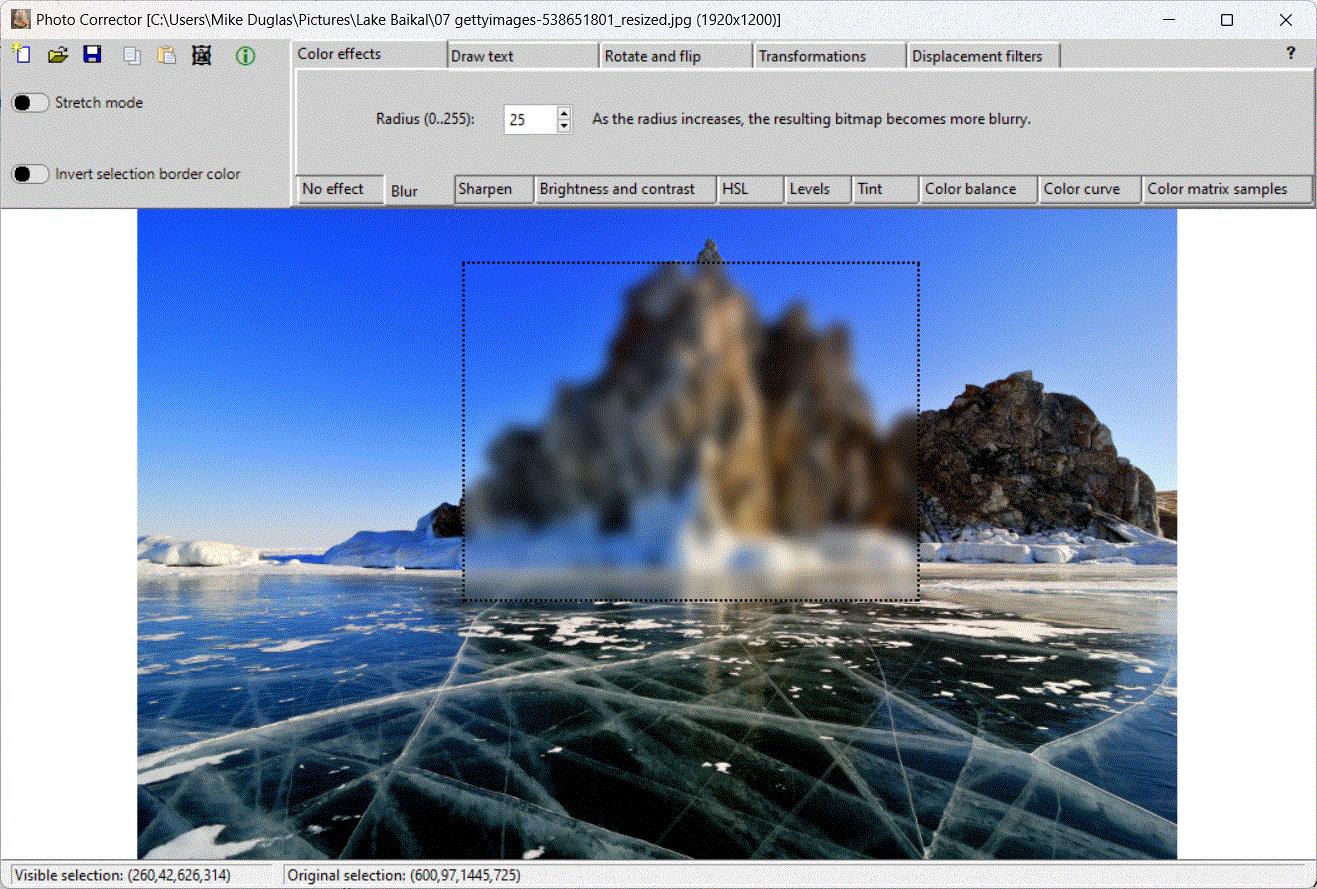 Photo Corrector [C:\Users\Mike Duglas\Pictures\Lake Baikal\07 gettyimages-538651801_resized.jpg (1920x1200)]
Color effects
Draw text
Rotate and flip
Transformations
Displacement filters
?
Stretch mode
Radius (0..255):
25
As the radius increases, the resulting bitmap becomes more blurry.
Invert selection border color
No effect
Blur
Sharpen
Brightness and contrast
HSL
Levels
Tint
Color balance
Color curve
Color matrix samples
Visible selection: (260,42,626,314)
Original selection: (600,97,1445,725)